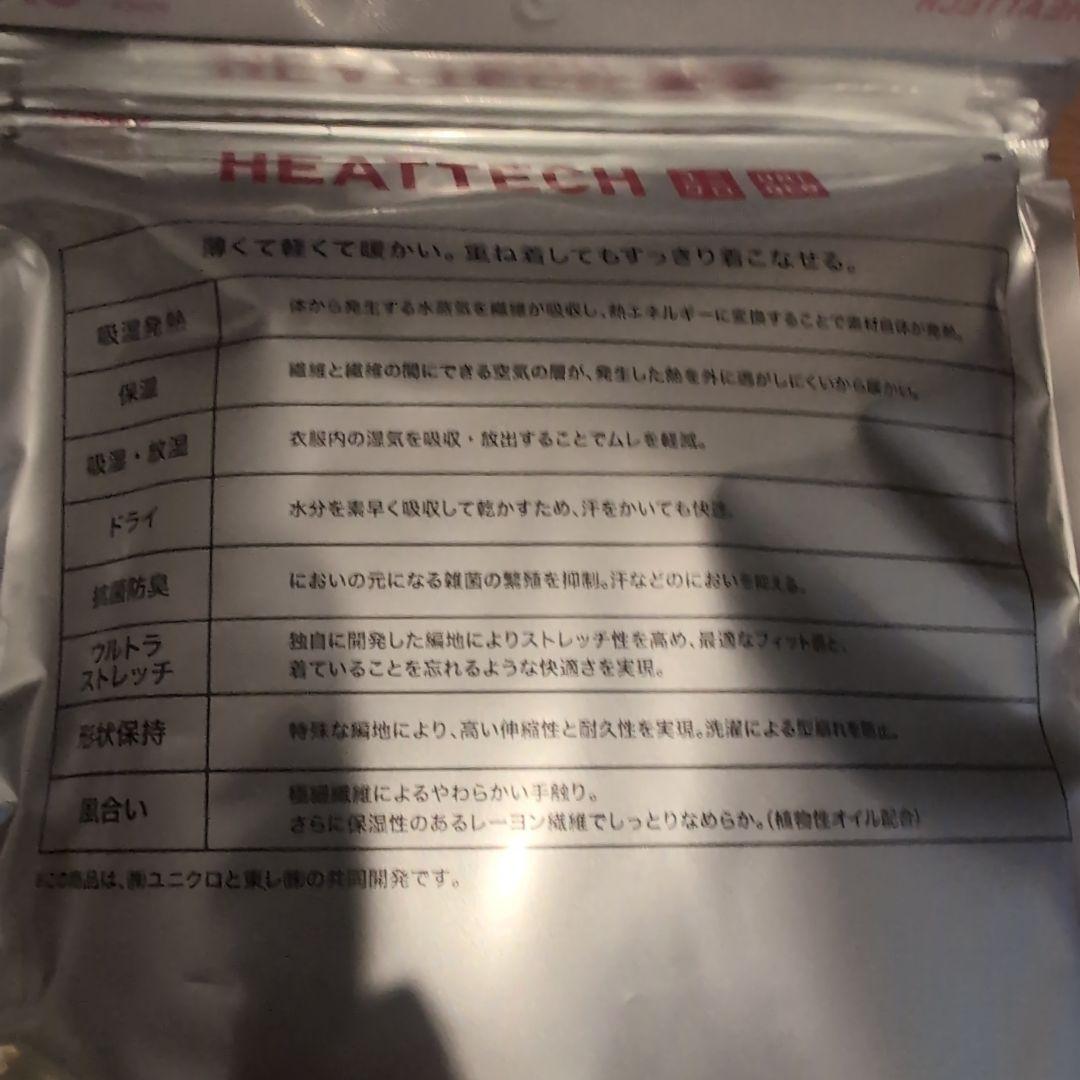 HEATTECH
薄くて軽くて暖かい。重ね着してもすっきり着こなせる。
吸湿発熱 体から発生する水蒸気を繊維が吸収し、熱エネルギーに変換することで素材自体が発熱。
保温 繊維と繊維の間にできる空気の層が、発生した熱を外に逃がしにくいから暖かい。
吸湿・放湿 衣服内の湿気を吸収・放出することでムレを軽減。
ドライ 水分を素早く吸収して乾かすため、汗をかいても快適。
抗菌防臭 においの元になる雑菌の繁殖を抑制。汗などのにおいを抑える。
ウルトラ
ストレッチ
独自に開発した編地によりストレッチ性を高め、最適なフィット感と、
着ていることを忘れるような快適さを実現。
形状保持 特殊な編地により、高い伸縮性と耐久性を実現。洗濯による型崩れを防止。
風合い
極細繊維によるやわらかい手触り。
さらに保湿性のあるレーヨン繊維でしっとりなめらか。(植物性オイル配合)
この商品は、㈱ユニクロと東レ㈱の共同開発です。